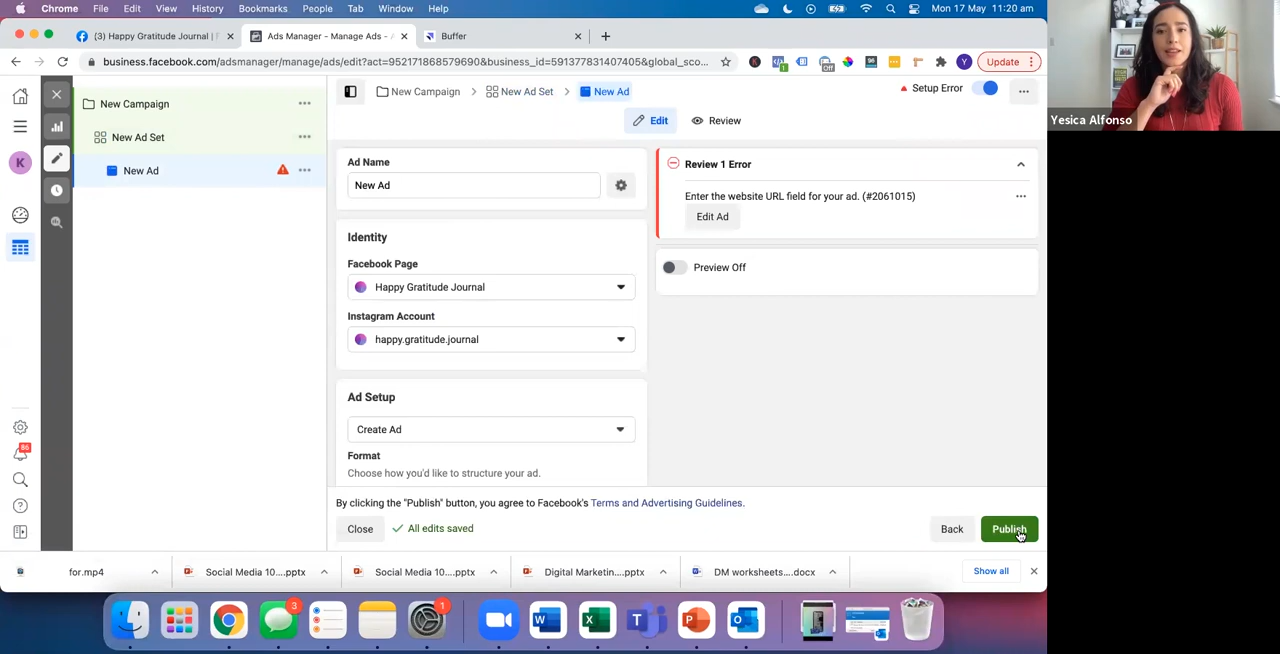 Chrome File Edit View History Bookmarks People Tab Window Help
Mon 17 May 11:20 am
(3) Happy Gratitude Journal | F
Ads Manager - Manage Ads - A
Buffer
business.facebook.com/adsmanager/manage/ads/edit?act=952171868579690&business_id=591377831407405&global_sco...
Off
Y
Update
New Campaign
New Ad Set
New Ad
K
86
New Campaign
New Ad Set
New Ad
Setup Error
Edit
Review
Ad Name
New Ad
Identity
Facebook Page
Happy Gratitude Journal
Instagram Account
happy.gratitude.journal
Ad Setup
Create Ad
Format
Choose how you'd like to structure your ad.
Review 1 Error
Enter the website URL field for your ad. (#2061015)
Edit Ad
Preview Off
By clicking the "Publish" button, you agree to Facebook's Terms and Advertising Guidelines.
Close
All edits saved
Back
Publish
for.mp4
Social Media 10....pptx
Social Media 10....pptx
Digital Marketin....pptx
DM worksheets....docx
Show all
3
1
Yesica Alfonso